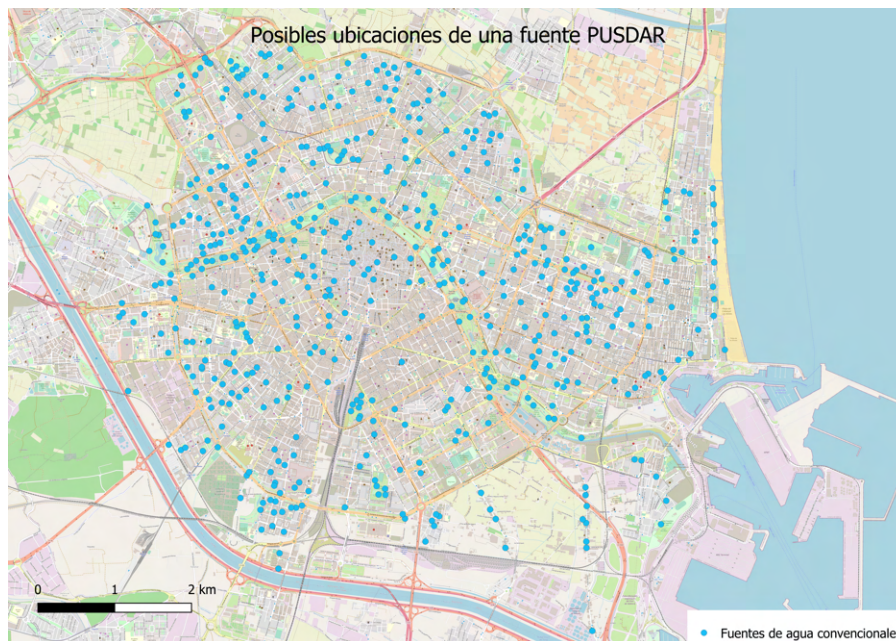 Posibles ubicaciones de una fuente PUSDAR
0 1 2 km
Fuentes de agua convencionale